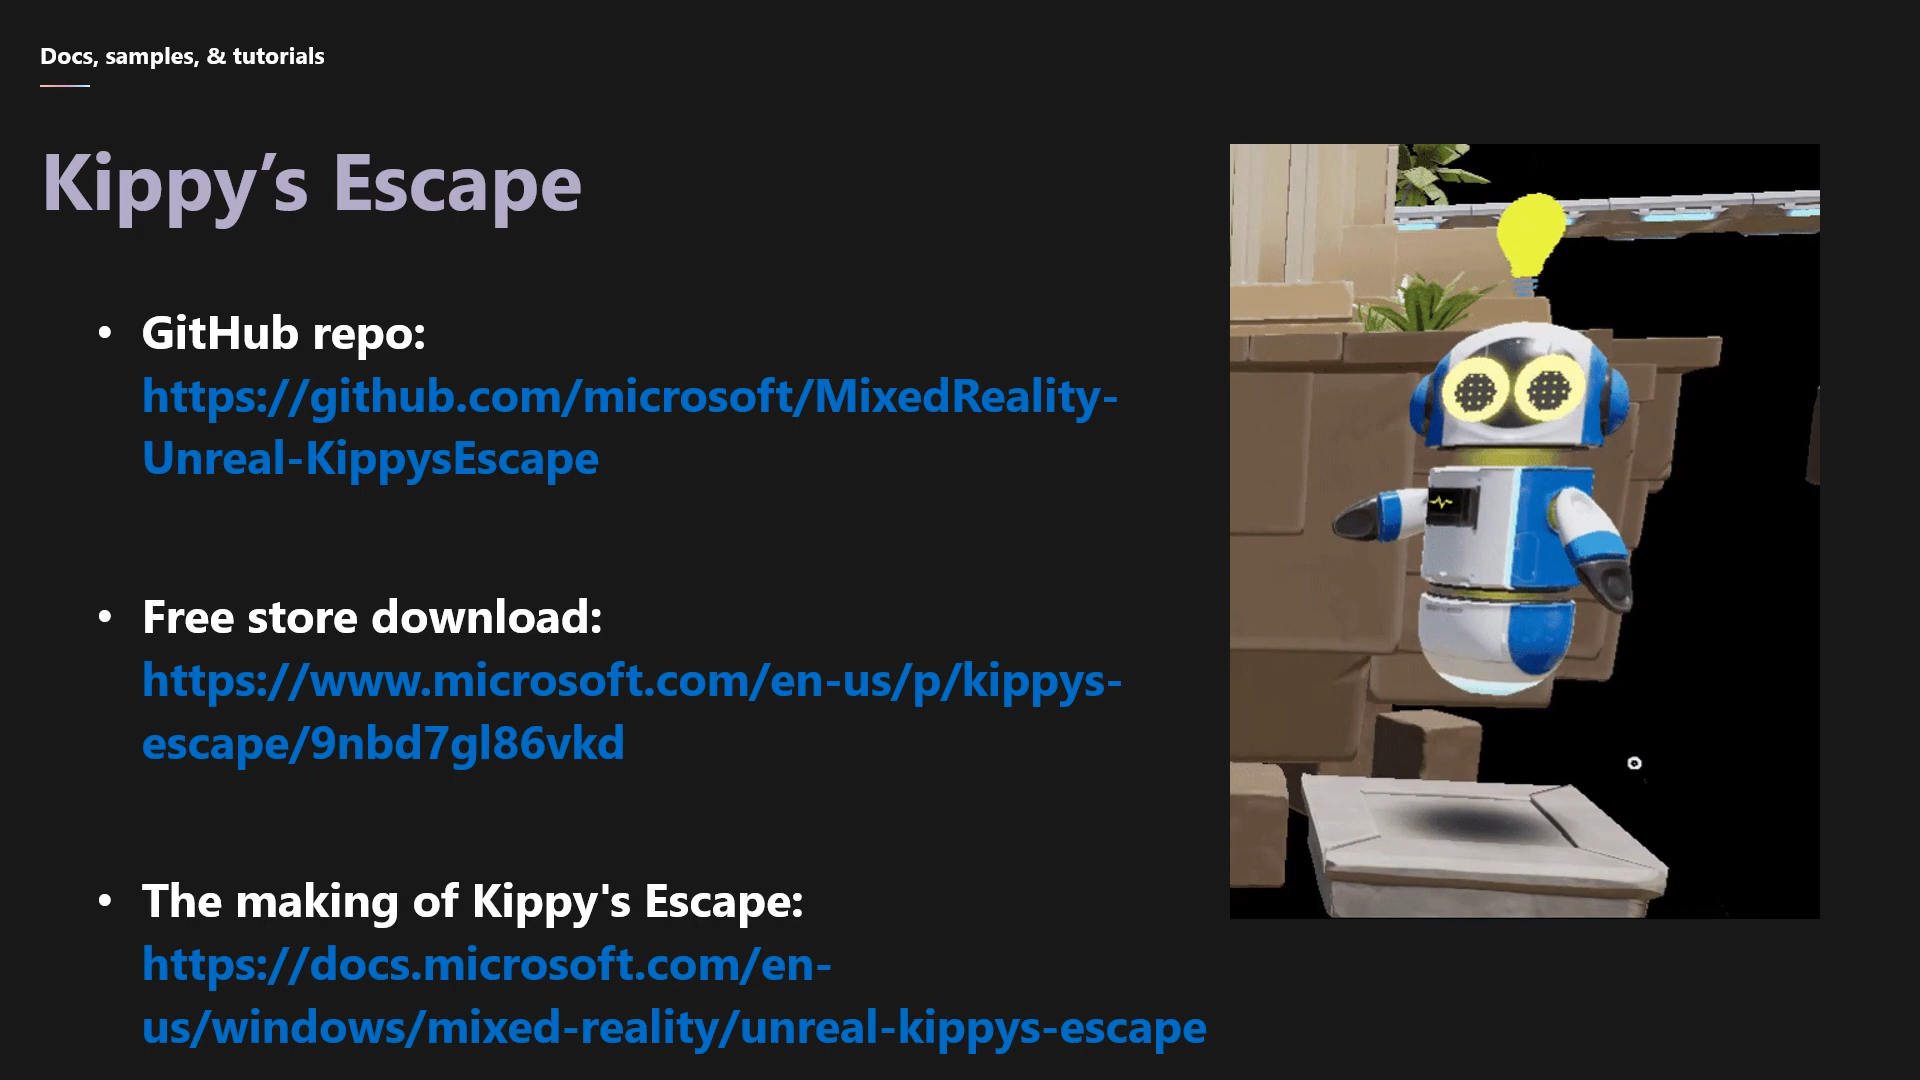 Docs, samples, & tutorials
Kippy’s Escape
• GitHub repo:
https://github.com/microsoft/MixedReality-
Unreal-KippysEscape
• Free store download:
https://www.microsoft.com/en-us/p/kippys-
escape/9nbd7gl86vkd
• The making of Kippy's Escape:
https://docs.microsoft.com/en-
us/windows/mixed-reality/unreal-kippys-escape